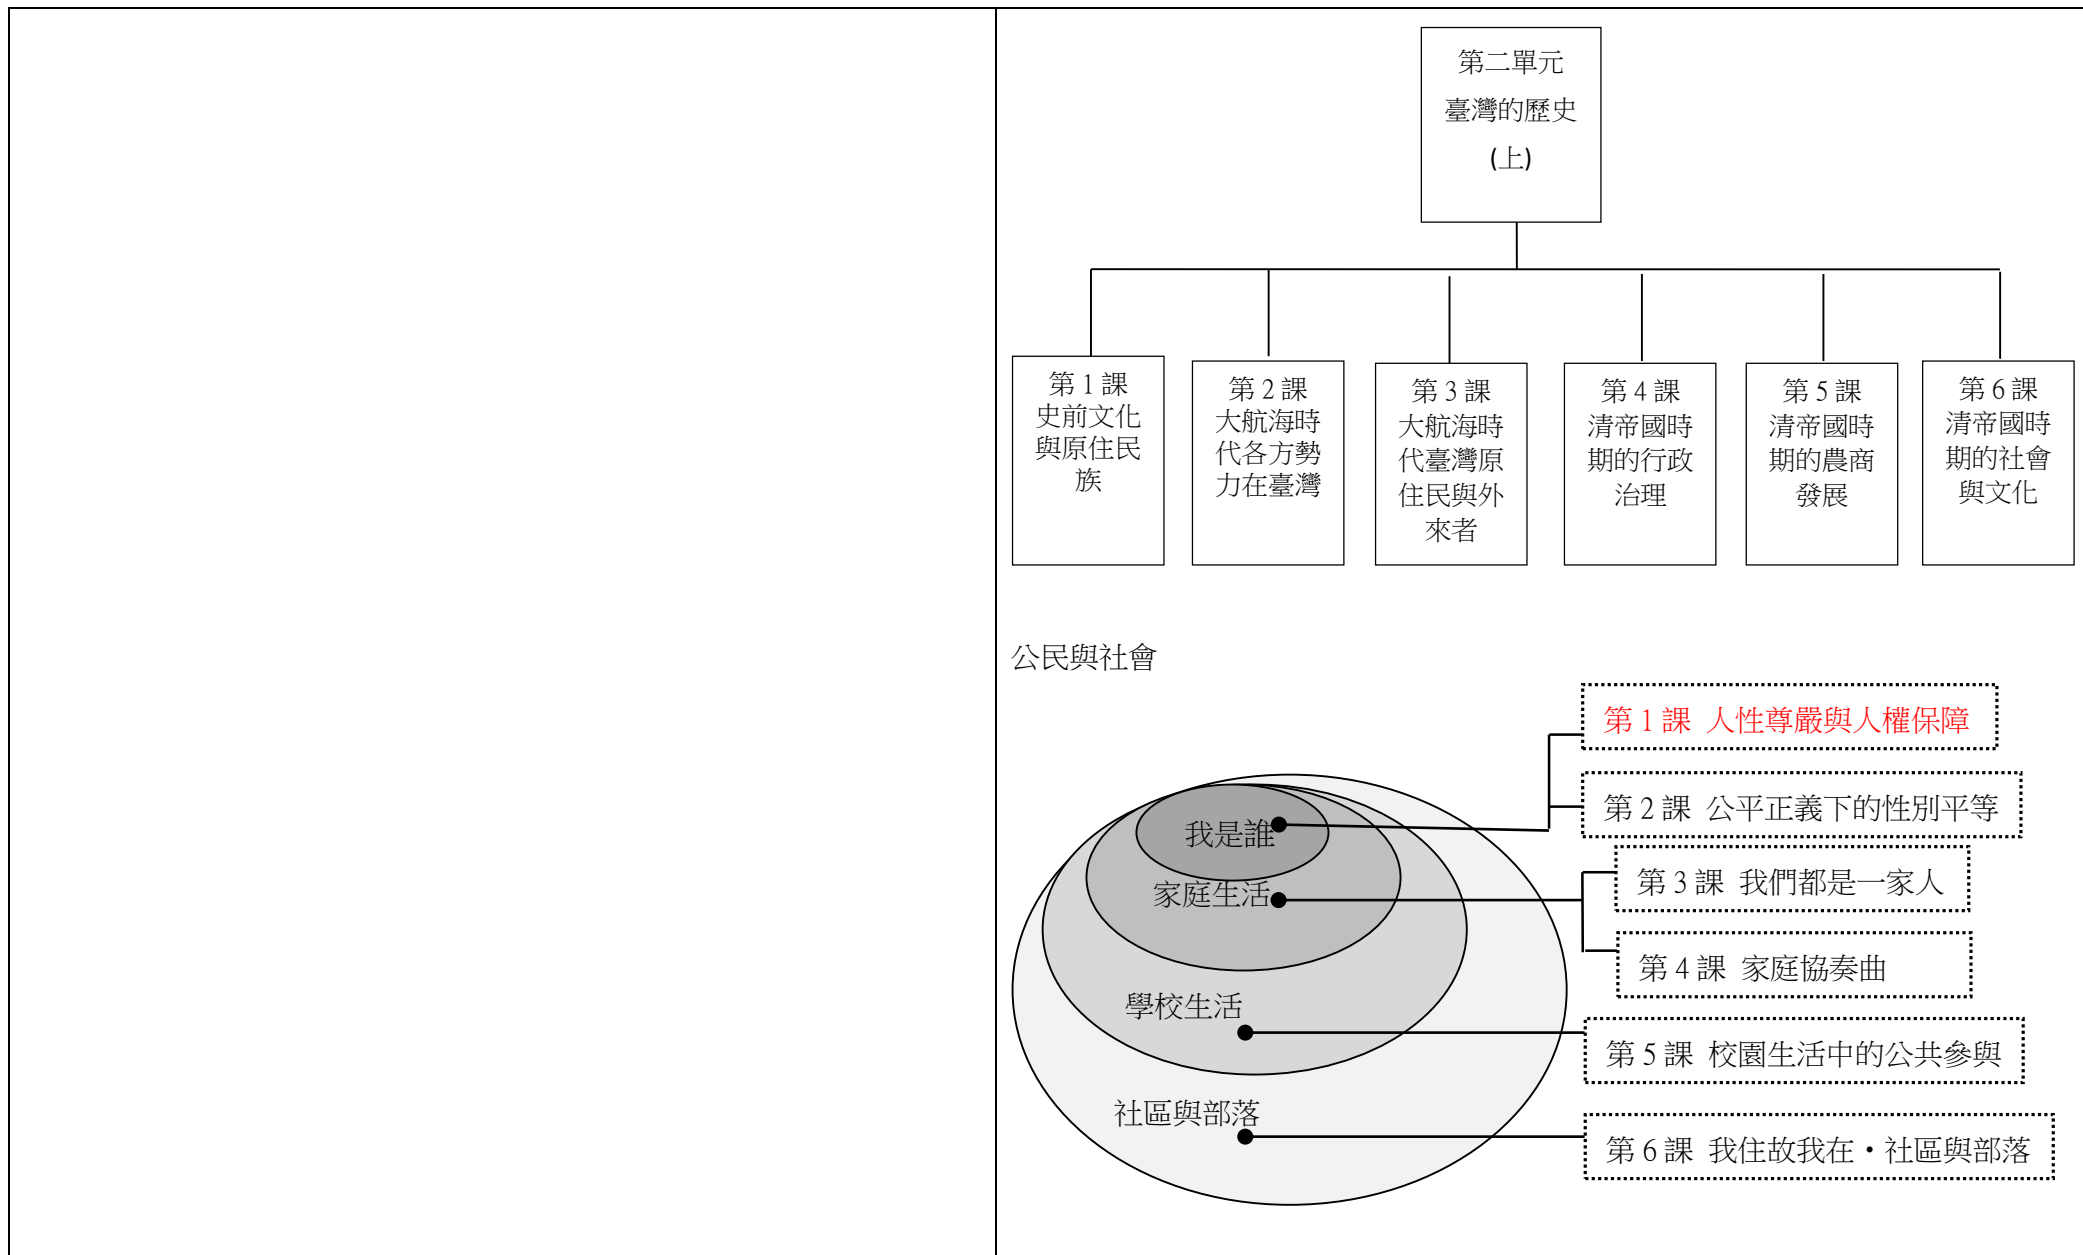 第二單元
臺灣的歷史
(上)
第 1 課
史前文化
與原住民
族
第 2 課
大航海時
代各方勢
力在臺灣
第 3 課
大航海時
代臺灣原
住民與外
來者
第 4 課
清帝國時
期的行政
治理
第 5 課
清帝國時
期的農商
發展
第 6 課
清帝國時
期的社會
與文化
公民與社會
第 1 課 人性尊嚴與人權保障
第 2 課 公平正義下的性別平等
我是誰
第 3 課 我們都是一家人
家庭生活
第 4 課 家庭協奏曲
學校生活
第 5 課 校園生活中的公共參與
社區與部落
第 6 課 我住故我在・社區與部落